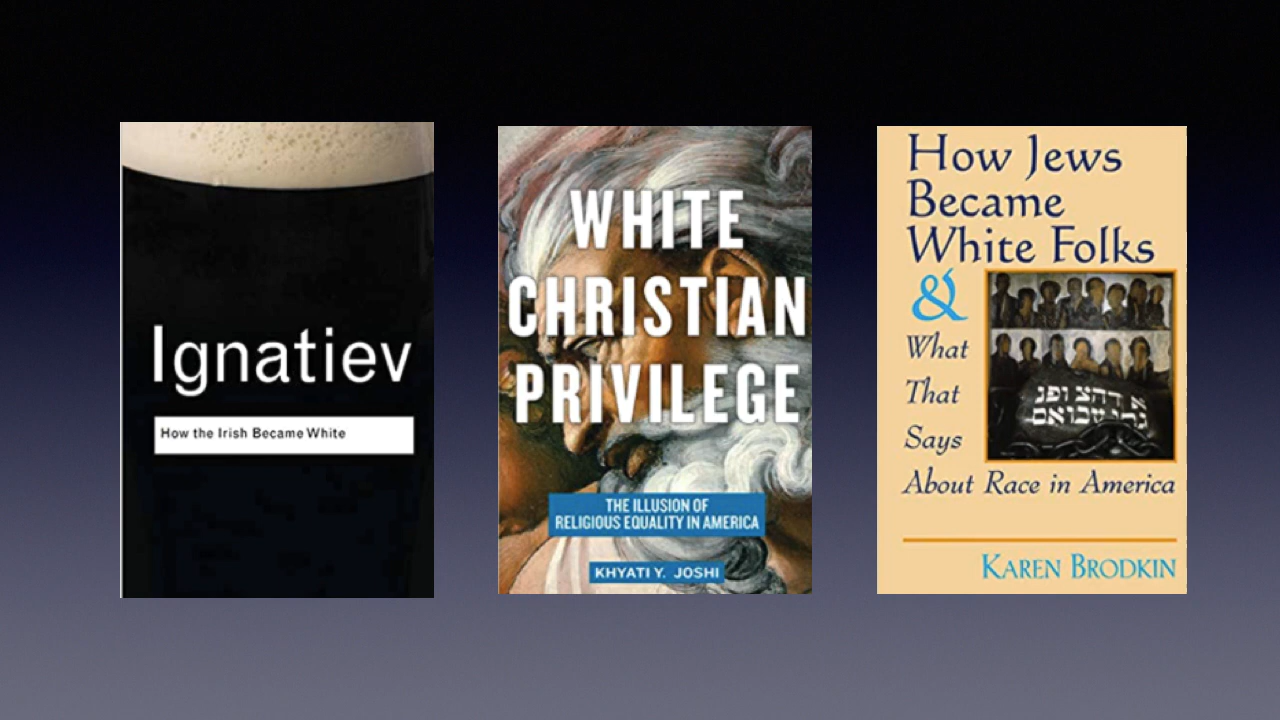 Ignatiev
How the Irish Became White
WHITE
CHRISTIAN
PRIVILEGE
THE ILLUSION OF
RELIGIOUS EQUALITY IN AMERICA
KHYATI Y. JOSHI
How Jews
Became
White Folks
&
What
That
Says
About Race in America
KAREN BRODKIN